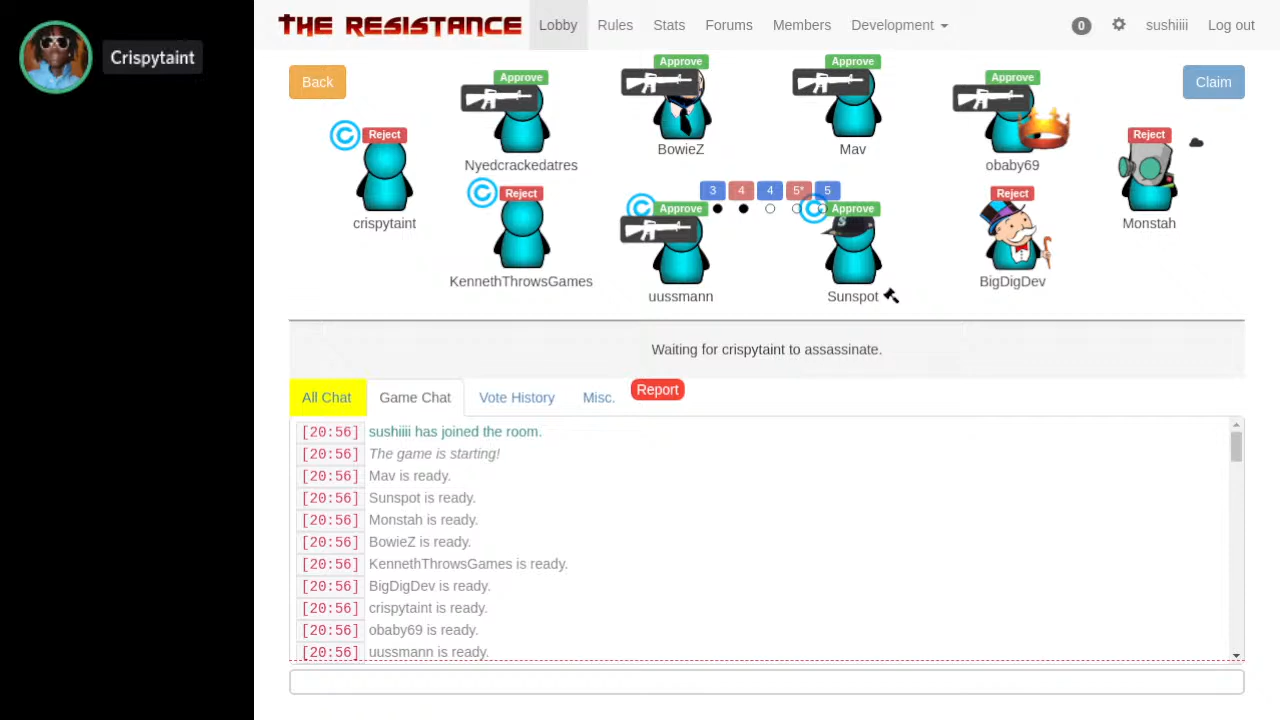 Crispytaint
THE RESISTANCE
Lobby Rules Stats Forums Members Development 0 sushiiii Log out
Back
Claim
Approve
Approve
Approve
Approve
Reject
Reject
Nyedcrackedatres
BowieZ
Mav
obaby69
crispytaint
Monstah
3 4 4 5* 5
Reject
Approve
Approve
Reject
KennethThrowsGames
uussmann
Sunspot
BigDigDev
Waiting for crispytaint to assassinate.
All Chat Game Chat Vote History Misc. Report
[20:56] sushiiii has joined the room.
[20:56] The game is starting!
[20:56] Mav is ready.
[20:56] Sunspot is ready.
[20:56] Monstah is ready.
[20:56] BowieZ is ready.
[20:56] KennethThrowsGames is ready.
[20:56] BigDigDev is ready.
[20:56] crispytaint is ready.
[20:56] obaby69 is ready.
[20:56] uussmann is ready.